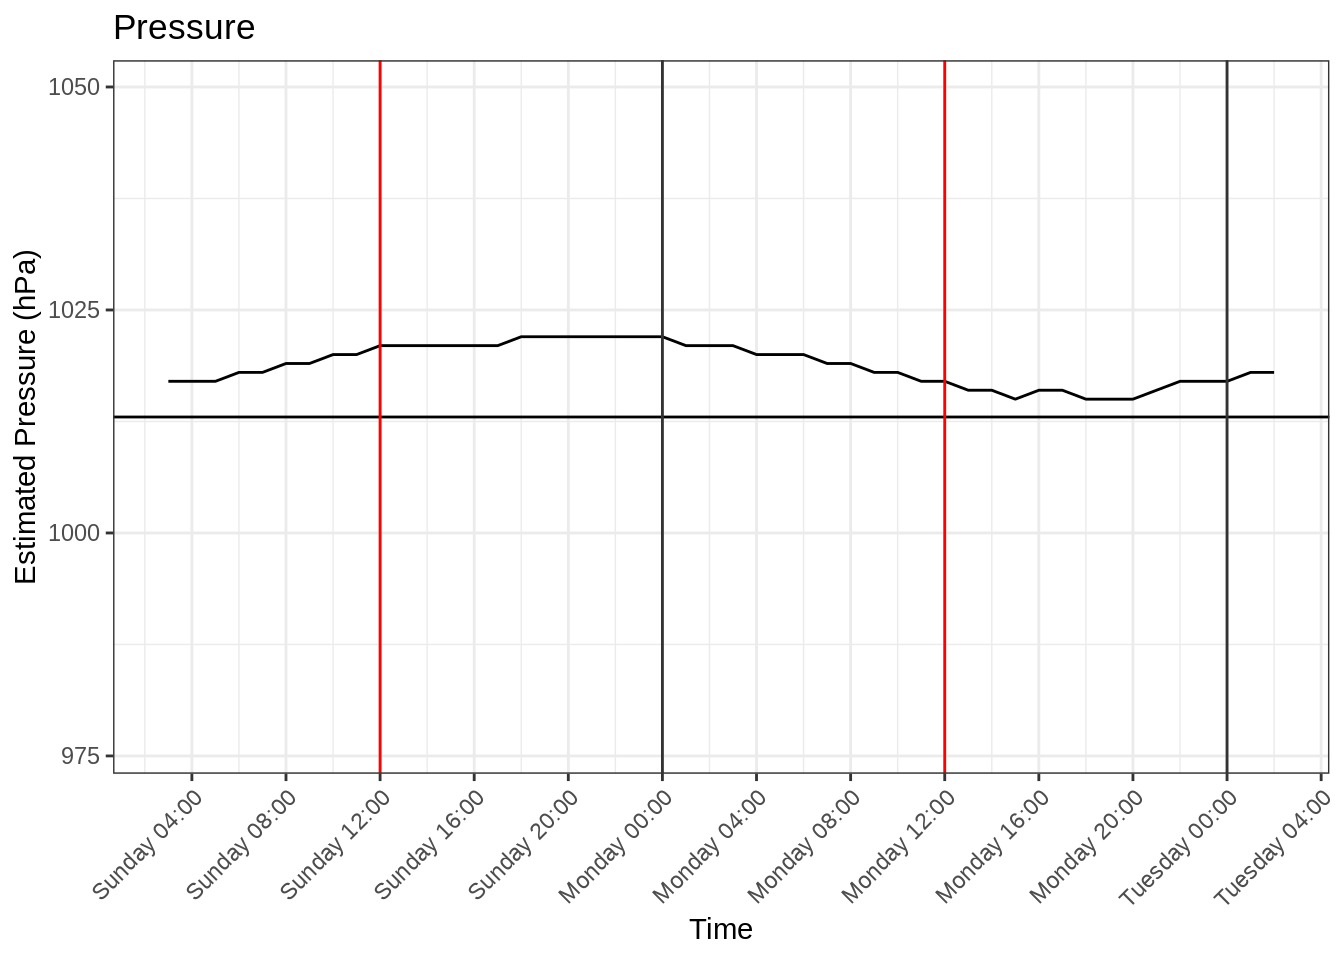 Pressure
Estimated Pressure (hPa)
1050
1025
1000
975
Sunday 04:00
Sunday 08:00
Sunday 12:00
Sunday 16:00
Sunday 20:00
Monday 00:00
Monday 04:00
Monday 08:00
Monday 12:00
Monday 16:00
Monday 20:00
Tuesday 00:00
Tuesday 04:00
Time